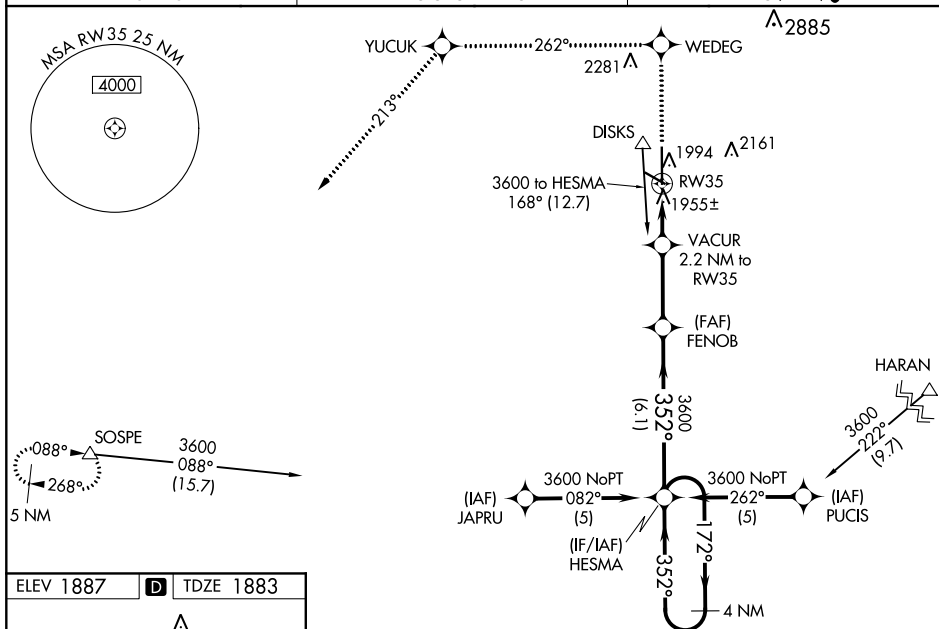 MSA RW35 25 NM
4000
YUCUK
262°
WEDEG
2885
2281
213°
DISKS
1994
2161
RW35
3600 to HESMA
168° (12.7)
1955±
VACUR
2.2 NM to
RW35
(FAF)
FENOB
HARAN
3600
222°
(9.7)
3600
352°
(6.1)
SOSPE
088°
268°
5 NM
3600
088°
(15.7)
(IAF)
JAPRU
3600 NoPT
082°
(5)
3600 NoPT
262°
(5)
(IAF)
PUCIS
(IF/IAF)
HESMA
172°
352°
4 NM
ELEV 1887
D
TDZE 1883